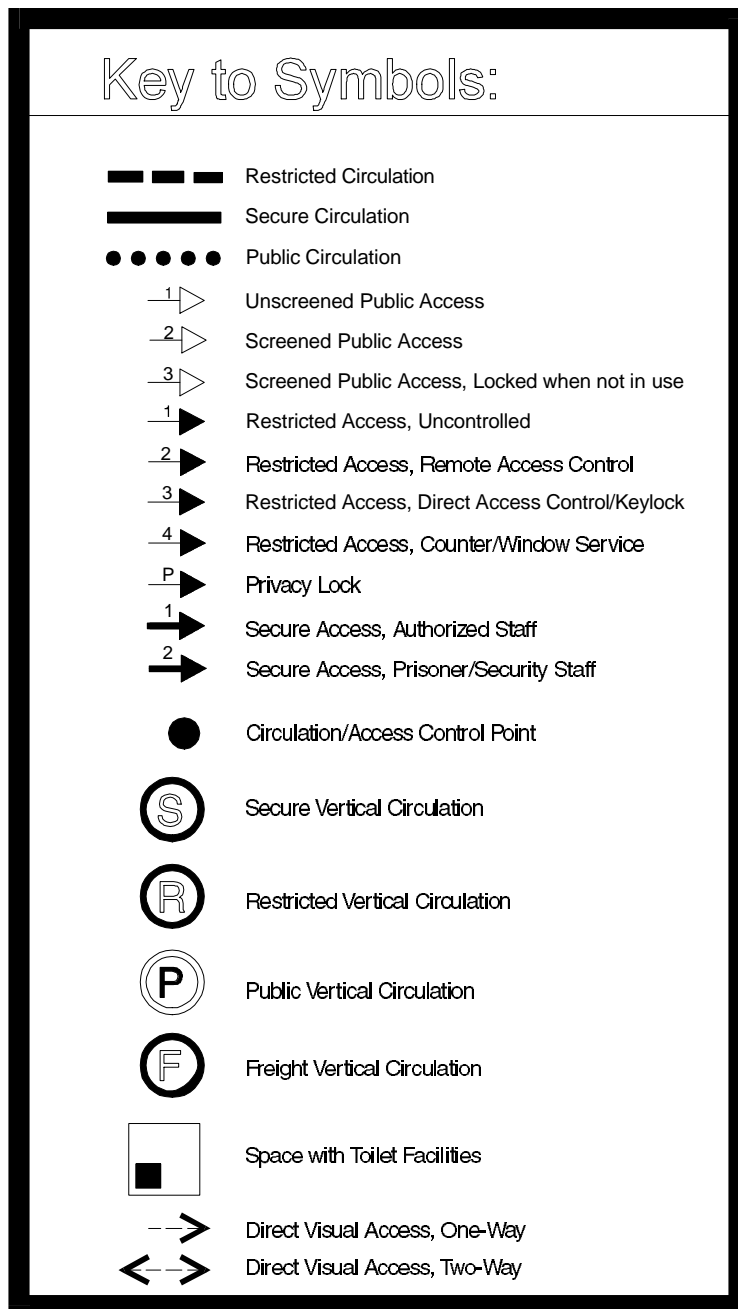 Key to Symbols:
Restricted Circulation
Secure Circulation
Public Circulation
1 Unscreened Public Access
2 Screened Public Access
3 Screened Public Access, Locked when not in use
1 Restricted Access, Uncontrolled
2 Restricted Access, Remote Access Control
3 Restricted Access, Direct Access Control/Keylock
4 Restricted Access, Counter/Window Service
P Privacy Lock
1 Secure Access, Authorized Staff
2 Secure Access, Prisoner/Security Staff
Circulation/Access Control Point
S Secure Vertical Circulation
R Restricted Vertical Circulation
P Public Vertical Circulation
F Freight Vertical Circulation
Space with Toilet Facilities
Direct Visual Access, One-Way
Direct Visual Access, Two-Way